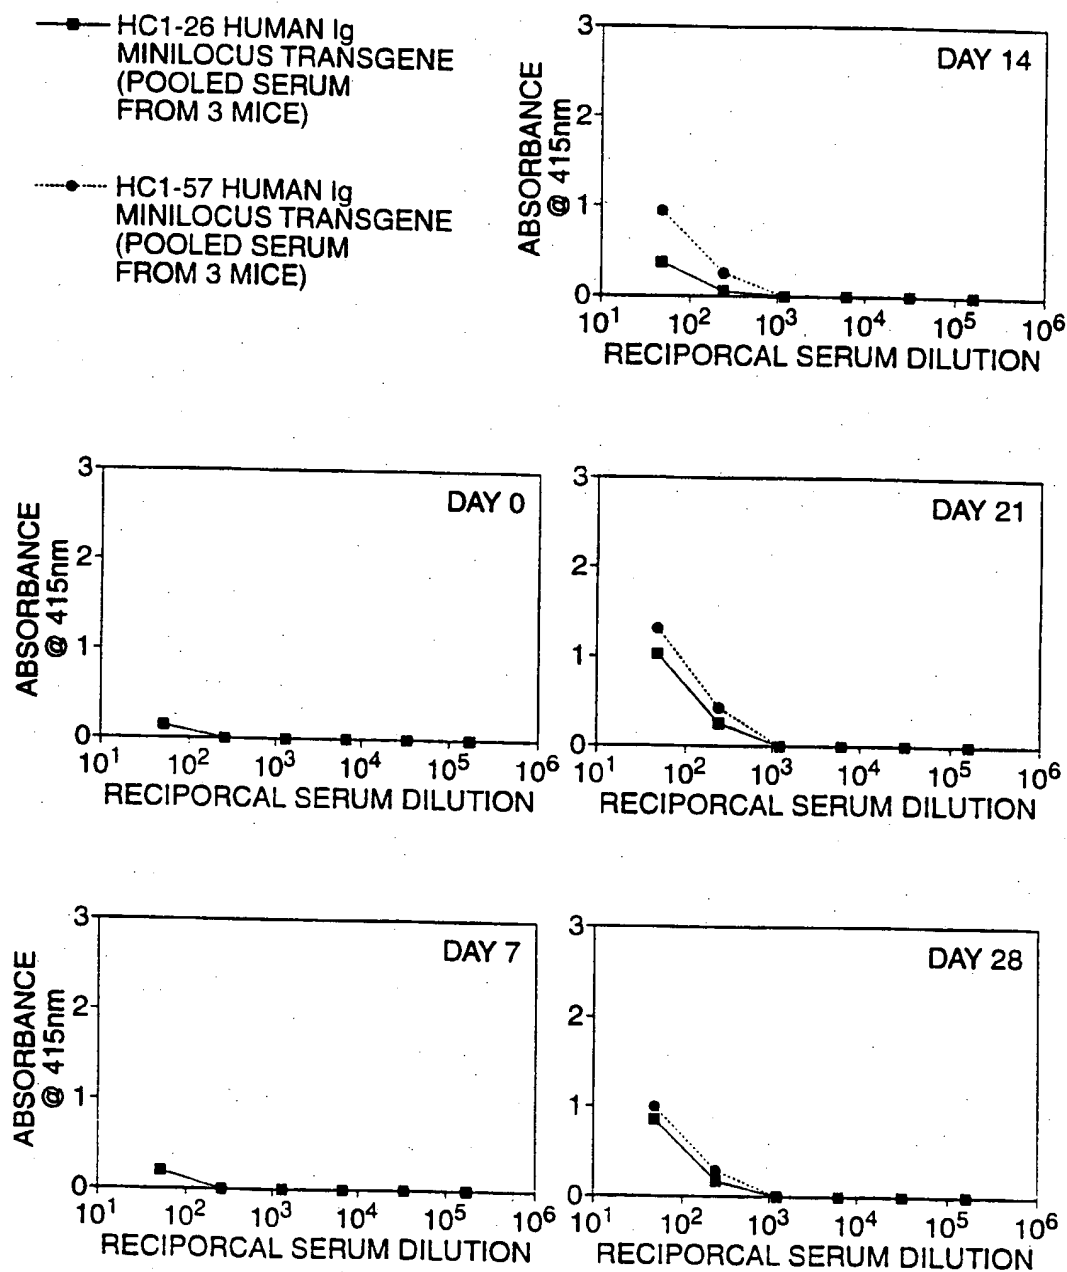 HC1-26 HUMAN Ig
MINILOCUS TRANSGENE
(POOLED SERUM
FROM 3 MICE)
HC1-57 HUMAN Ig
MINILOCUS TRANSGENE
(POOLED SERUM
FROM 3 MICE)
DAY 14
ABSORBANCE
@ 415nm
3
2
1
0
10¹ 10² 10³ 10⁴ 10⁵ 10⁶
RECIPORCAL SERUM DILUTION
DAY 0
ABSORBANCE
@ 415nm
3
2
1
0
10¹ 10² 10³ 10⁴ 10⁵ 10⁶
RECIPORCAL SERUM DILUTION
DAY 21
3
2
1
0
10¹ 10² 10³ 10⁴ 10⁵ 10⁶
RECIPORCAL SERUM DILUTION
DAY 7
ABSORBANCE
@ 415nm
3
2
1
0
10¹ 10² 10³ 10⁴ 10⁵ 10⁶
RECIPORCAL SERUM DILUTION
DAY 28
3
2
1
0
10¹ 10² 10³ 10⁴ 10⁵ 10⁶
RECIPORCAL SERUM DILUTION